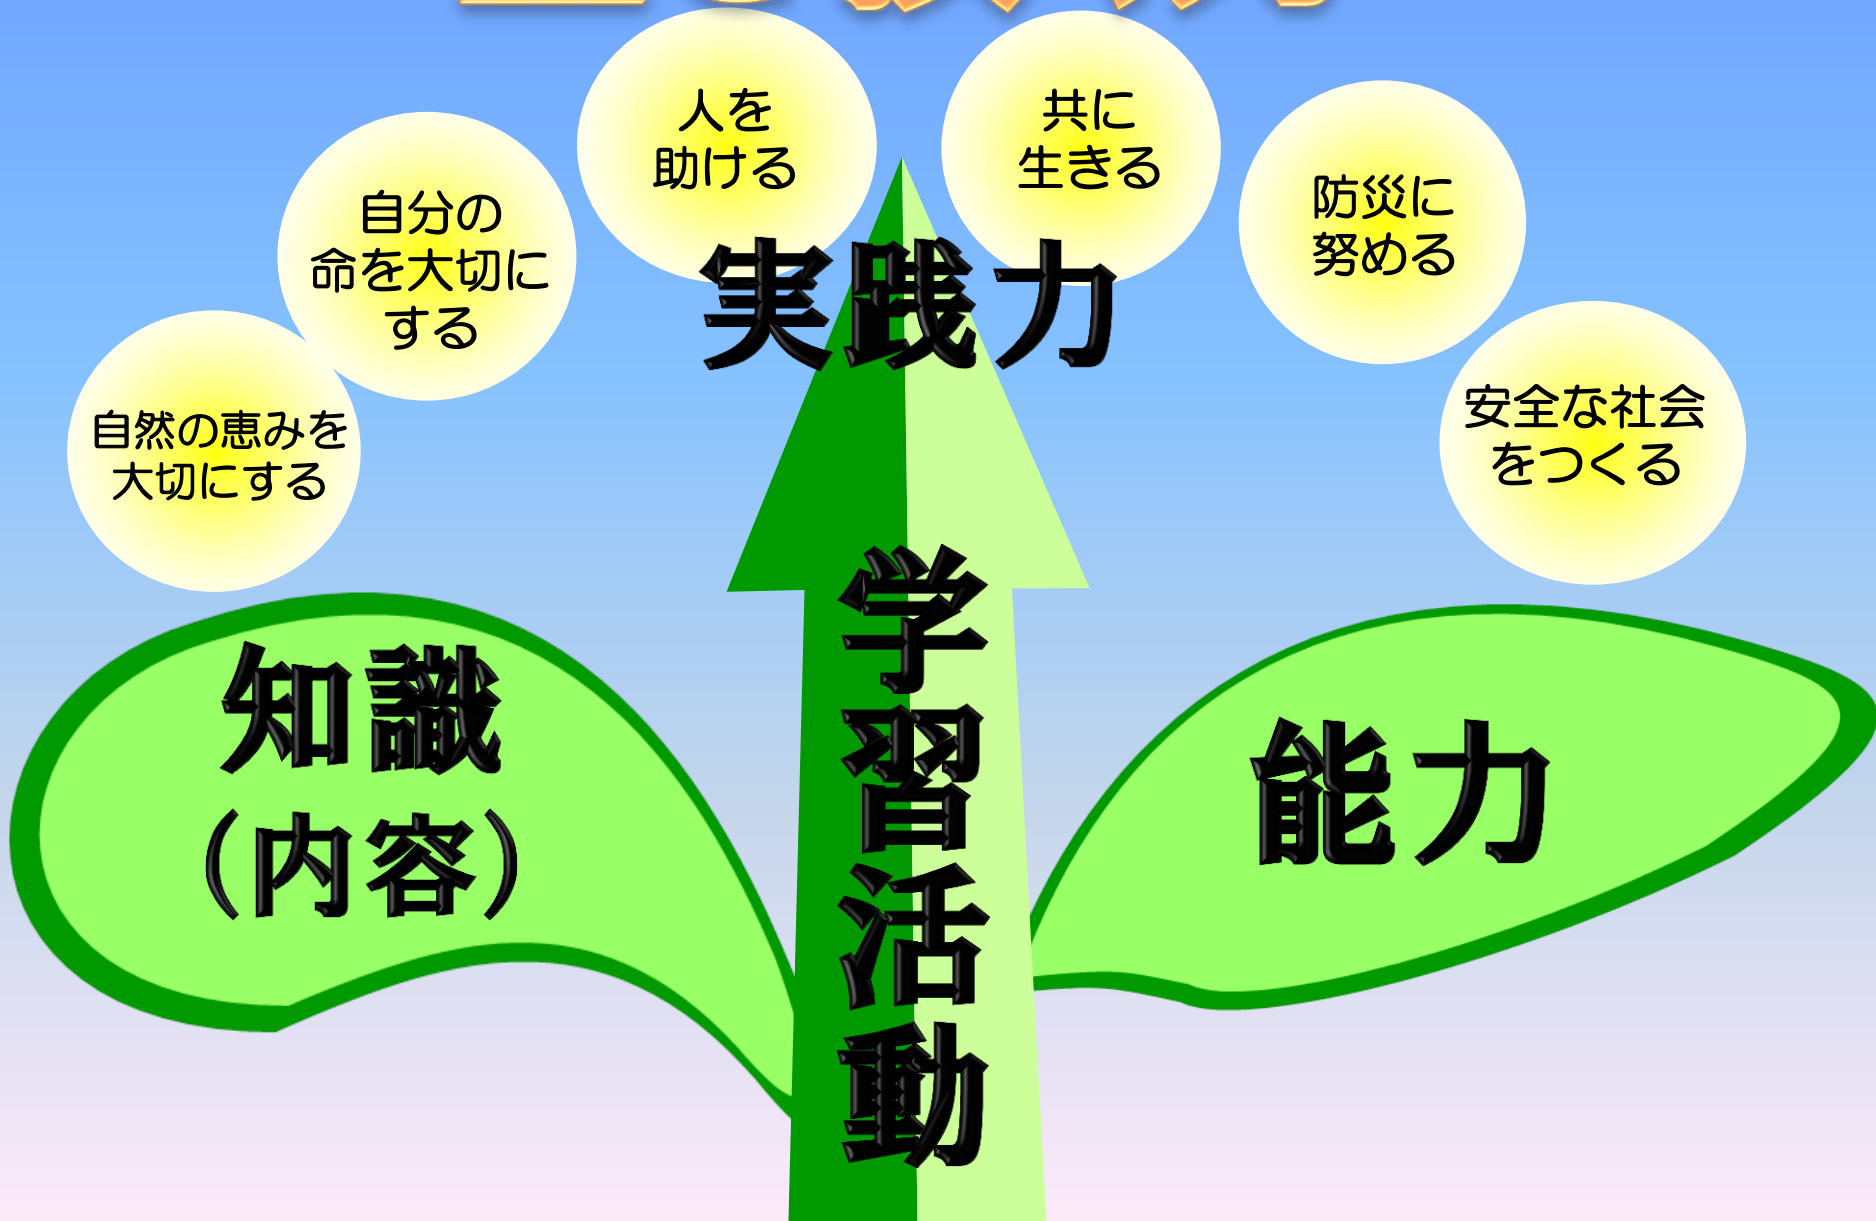 人を
助ける
共に
生きる
自分の
命を大切に
する
防災に
努める
自然の恵みを
大切にする
安全な社会
をつくる
実践力
学習活動
知識
（内容）
能力